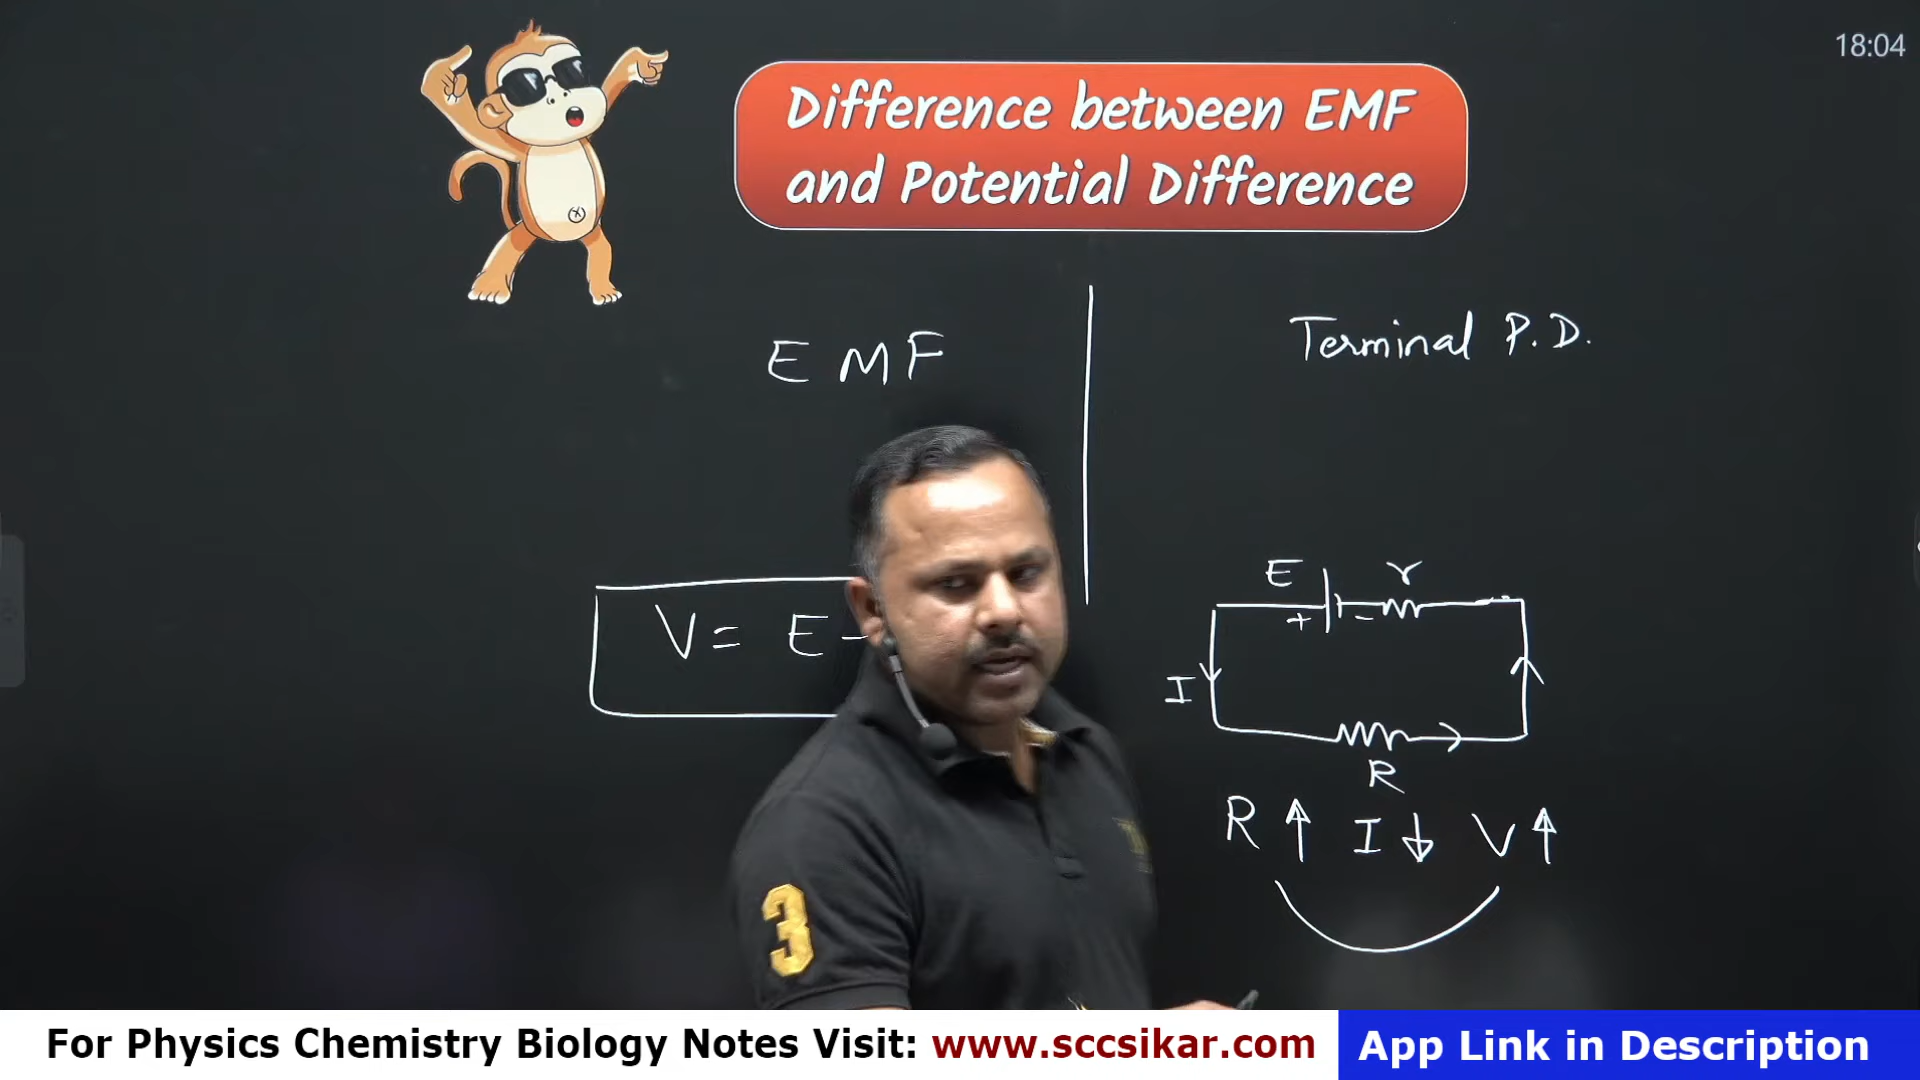 18:04
Difference between EMF
and Potential Difference
EMF
Terminal P.D.
V = E -
E r
+ -
I
R
R ↑ I ↓ V ↑
3
For Physics Chemistry Biology Notes Visit: www.sccsikar.com
App Link in Description